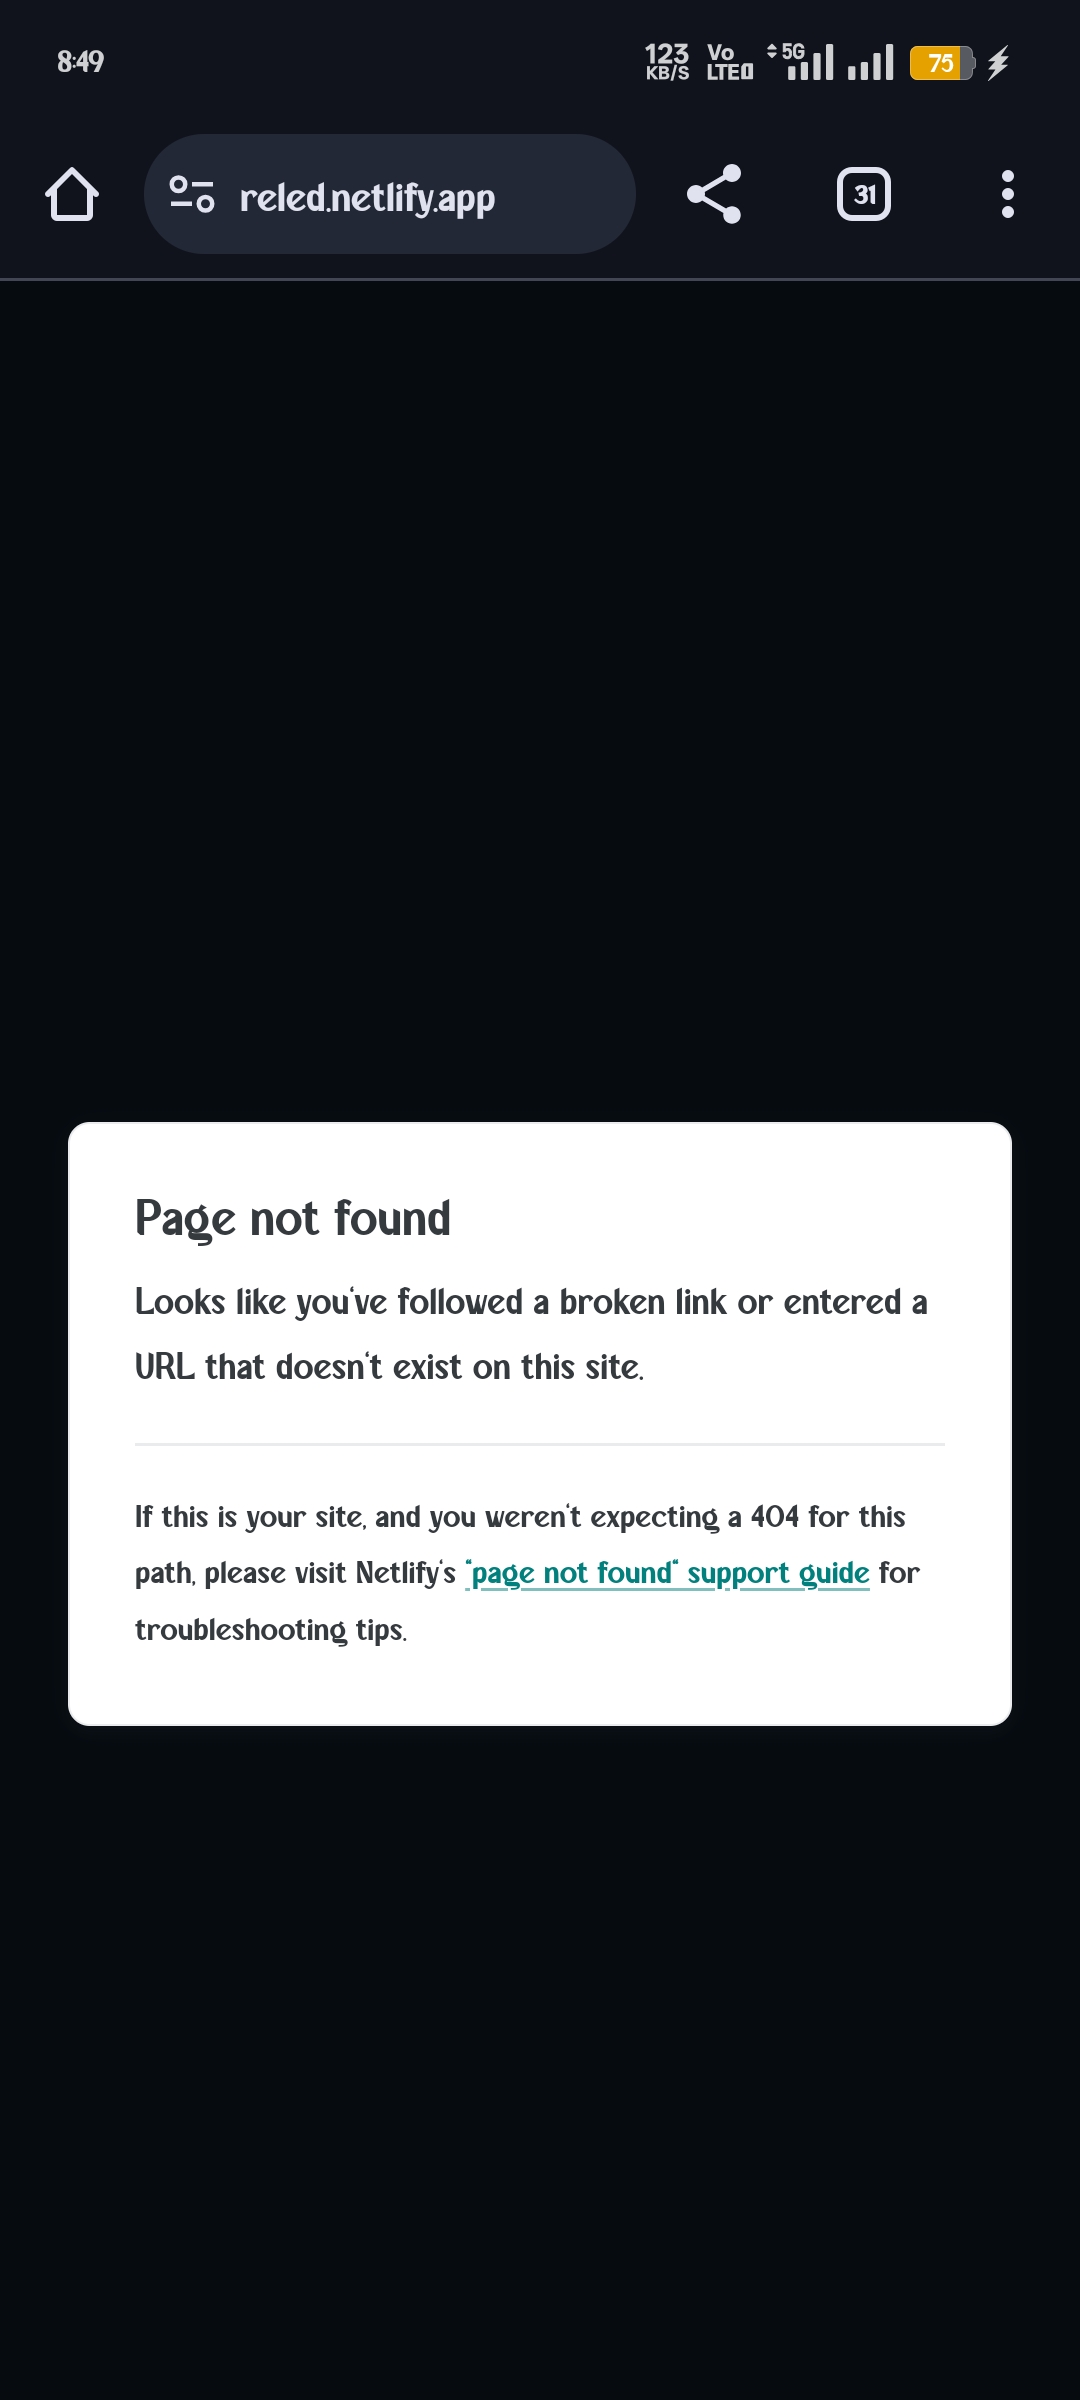 8:49
123 KB/S Vo LTE 5G 75
reled.netlify.app
31
Page not found
Looks like you've followed a broken link or entered a
URL that doesn't exist on this site.
If this is your site, and you weren't expecting a 404 for this
path, please visit Netlify's "page not found" support guide for
troubleshooting tips.